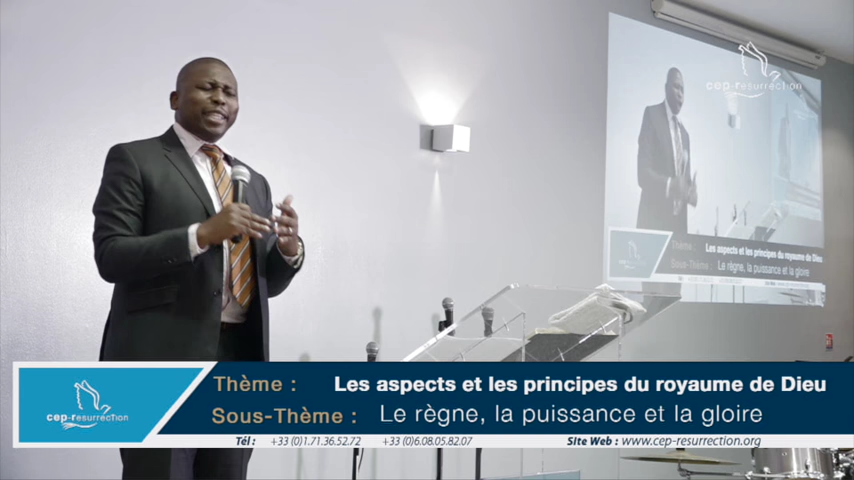 cep-resurrection
Thème : Les aspects et les principes du royaume de Dieu
Sous-Thème : Le règne, la puissance et la gloire
cep-resurrection
Thème : Les aspects et les principes du royaume de Dieu
Sous-Thème : Le règne, la puissance et la gloire
Tél : +33 (0)1.71.36.52.72 +33 (0)6.08.05.82.07 Site Web : www.cep-resurrection.org